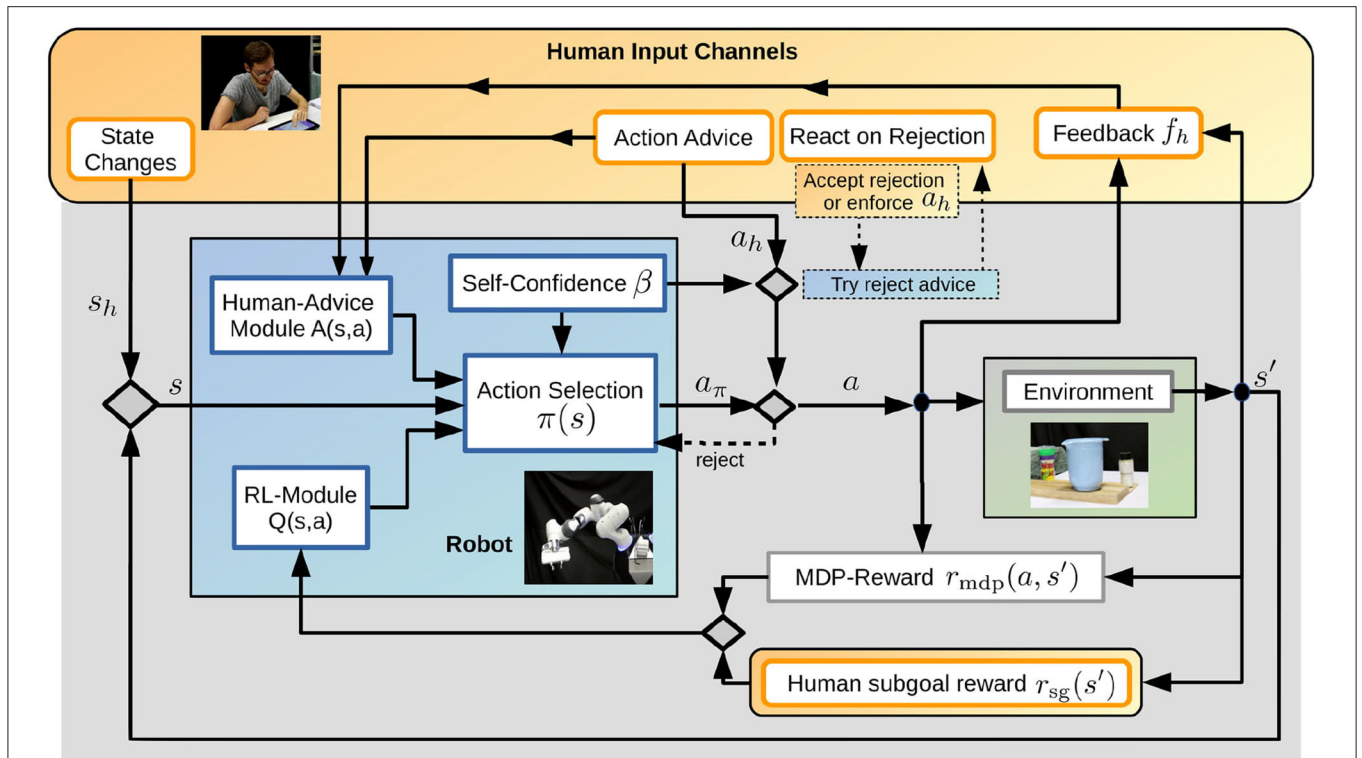 Human Input Channels
State
Changes
Action Advice
React on Rejection
Feedback f_h
Accept rejection
or enforce a_h
a_h
Try reject advice
s_h
Human-Advice
Module A(s,a)
Self-Confidence β
s
Action Selection
π(s)
a_π
a
Environment
s′
reject
RL-Module
Q(s,a)
Robot
MDP-Reward r_mdp(a, s′)
Human subgoal reward r_sg(s′)